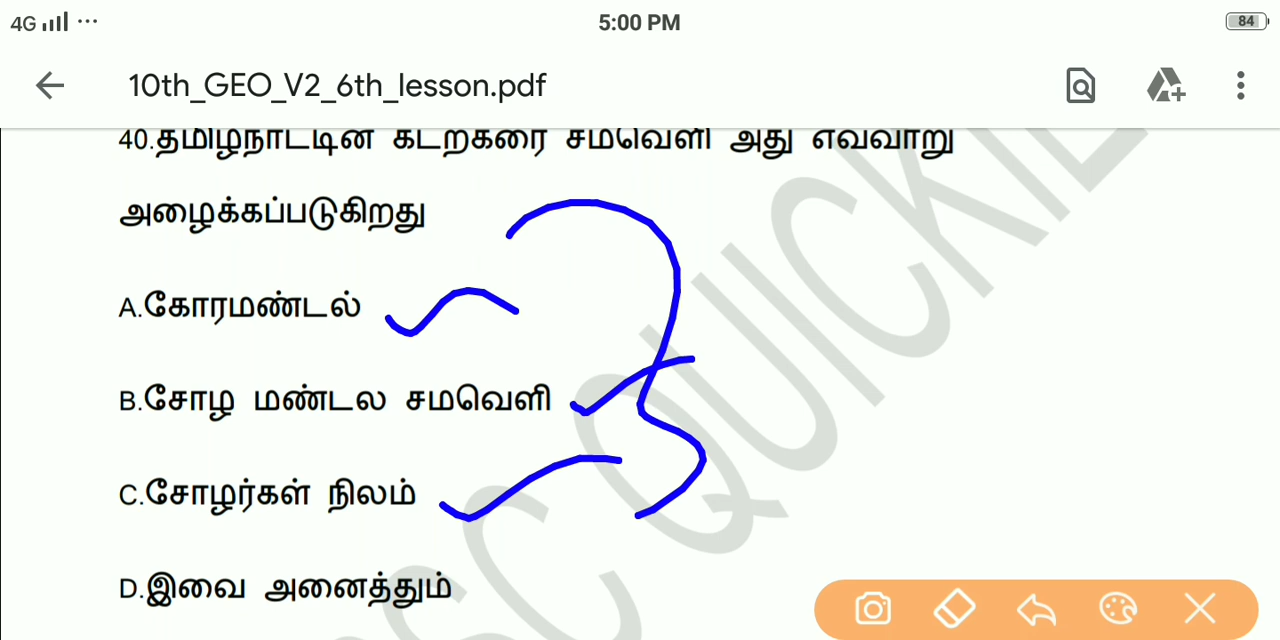 4G 5:00 PM 84
10th_GEO_V2_6th_lesson.pdf
40.தமிழ்நாட்டின் கடற்கரை சமவெளி அது எவ்வாறு
அழைக்கப்படுகிறது
A.கோரமண்டல்
B.சோழ மண்டல சமவெளி
C.சோழர்கள் நிலம்
D.இவை அனைத்தும்
QUICKIE